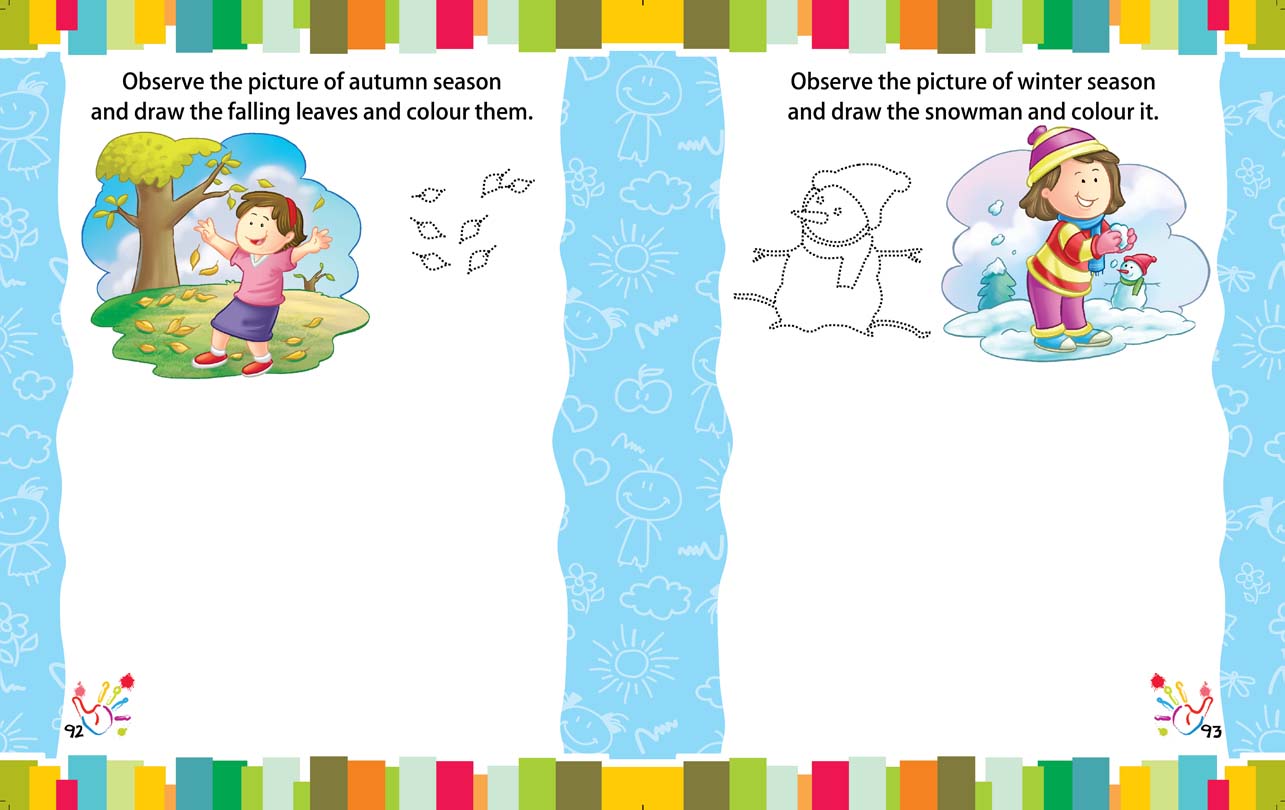 Observe the picture of autumn season
and draw the falling leaves and colour them.
92
Observe the picture of winter season
and draw the snowman and colour it.
93